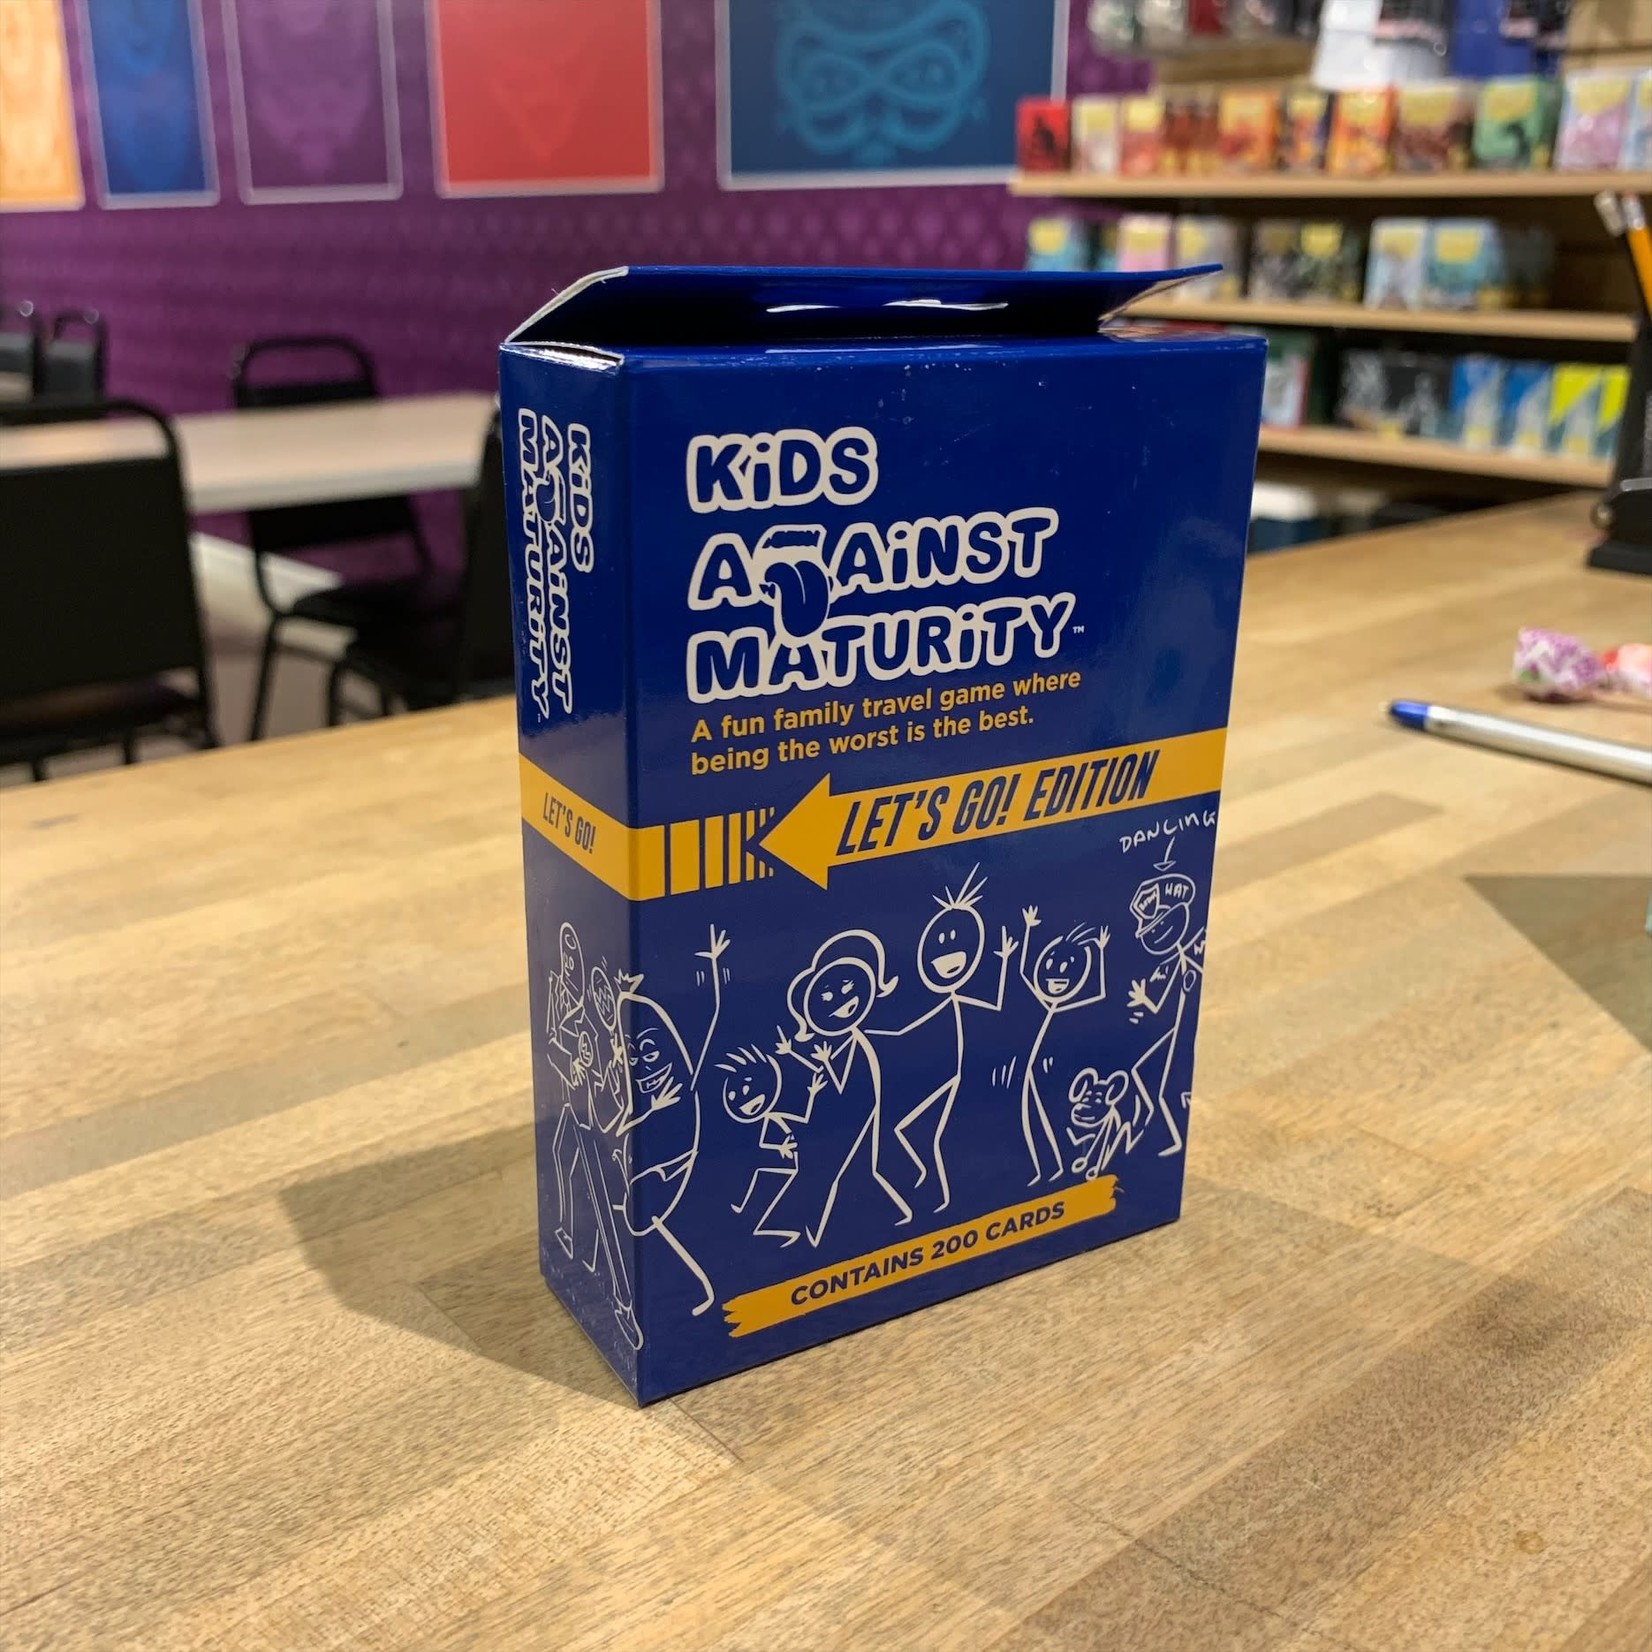 KiDS
AGAiNST
MATURiTY™
A fun family travel game where
being the worst is the best.
LET'S GO! EDITION
DANCING
HAT
CONTAINS 200 CARDS
KiDS
AGAiNST
MATURiTY
LET'S GO!